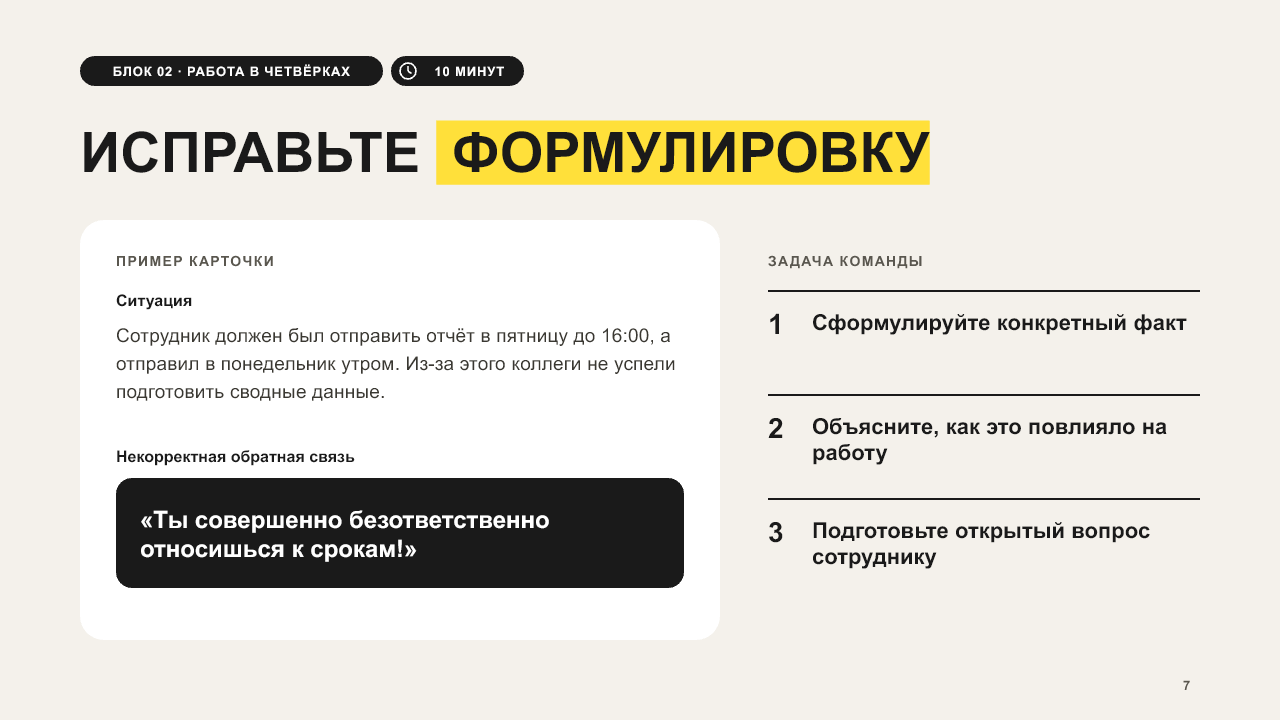 БЛОК 02 · РАБОТА В ЧЕТВЁРКАХ
10 МИНУТ
ИСПРАВЬТЕ ФОРМУЛИРОВКУ
ПРИМЕР КАРТОЧКИ
Ситуация
Сотрудник должен был отправить отчёт в пятницу до 16:00, а
отправил в понедельник утром. Из-за этого коллеги не успели
подготовить сводные данные.
Некорректная обратная связь
«Ты совершенно безответственно
относишься к срокам!»
ЗАДАЧА КОМАНДЫ
1 Сформулируйте конкретный факт
2 Объясните, как это повлияло на
работу
3 Подготовьте открытый вопрос
сотруднику
7